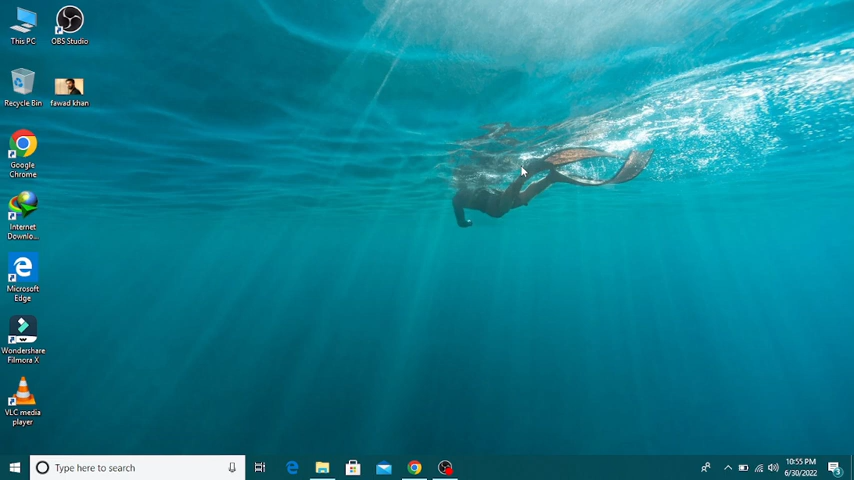 This PC
OBS Studio
Recycle Bin
fawad khan
Google
Chrome
Internet
Downlo...
Microsoft
Edge
Wondershare
Filmora X
VLC media
player
Type here to search
10:55 PM
6/30/2022
3